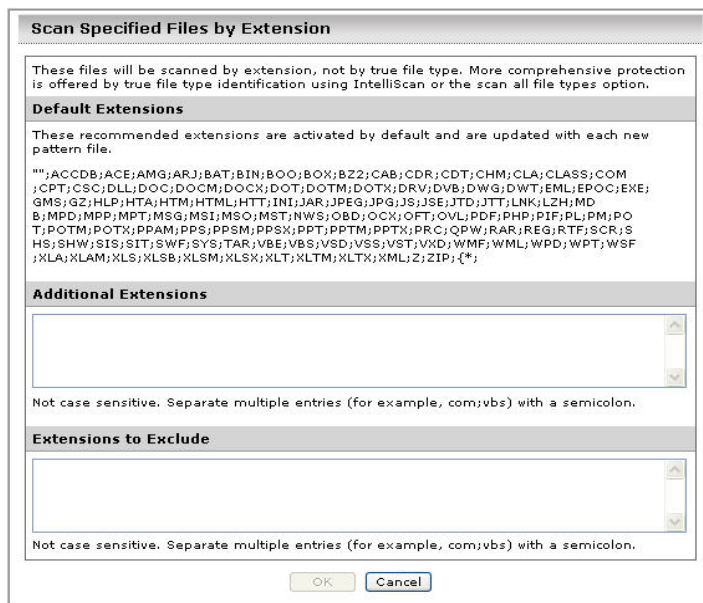 Scan Specified Files by Extension
These files will be scanned by extension, not by true file type. More comprehensive protection
is offered by true file type identification using IntelliScan or the scan all file types option.
Default Extensions
These recommended extensions are activated by default and are updated with each new
pattern file.
"";ACCDB;ACE;AMG;ARJ;BAT;BIN;BOO;BOX;BZ2;CAB;CDR;CDT;CHM;CLA;CLASS;COM
;CPT;CSC;DLL;DOC;DOCM;DOCX;DOT;DOTM;DOTX;DRV;DVB;DWG;DWT;EML;EPOC;EXE;
GMS;GZ;HLP;HTA;HTM;HTML;HTT;INI;JAR;JPEG;JPG;JS;JSE;JTD;JTT;LNK;LZH;MD
B;MPD;MPP;MPT;MSG;MSI;MSO;MST;NWS;OBD;OCX;OFT;OVL;PDF;PHP;PIF;PL;PM;PO
T;POTM;POTX;PPAM;PPS;PPSM;PPSX;PPT;PPTM;PPTX;PRC;QPW;RAR;REG;RTF;SCR;S
HS;SHW;SIS;SIT;SWF;SYS;TAR;VBE;VBS;VSD;VSS;VST;VXD;WMF;WML;WPD;WPT;WSF
;XLA;XLAM;XLS;XLSB;XLSM;XLSX;XLT;XLTM;XLTX;XML;Z;ZIP;{*;
Additional Extensions
Not case sensitive. Separate multiple entries (for example, com;vbs) with a semicolon.
Extensions to Exclude
Not case sensitive. Separate multiple entries (for example, com;vbs) with a semicolon.
OK Cancel